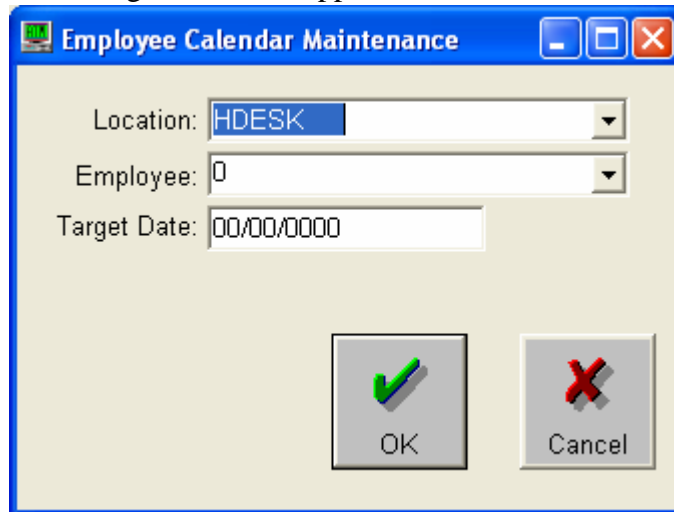 Employee Calendar Maintenance
Location: HDESK
Employee: 0
Target Date: 00/00/0000
OK
Cancel